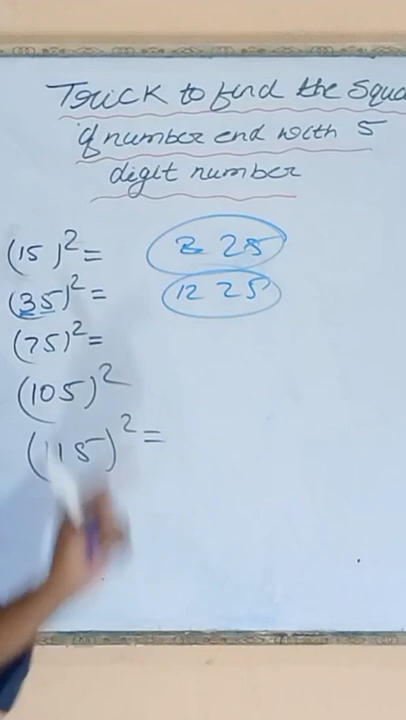 Trick to find the Squa
of number end with 5
digit number
(15)² = 2 25
(35)² = 12 25
(75)² =
(105)²
(115)² =